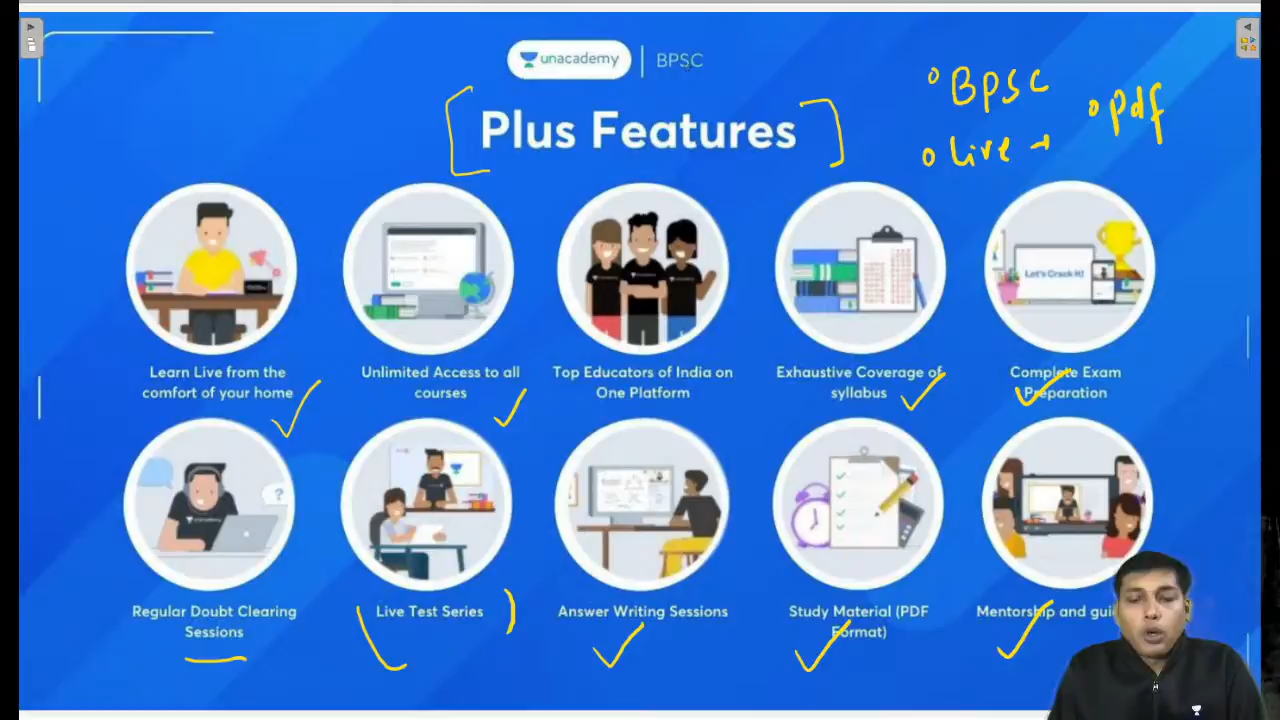 unacademy | BPSC
BPSC
pdf
Live →
Plus Features
Let's Crack It!
Learn Live from the
comfort of your home
Unlimited Access to all
courses
Top Educators of India on
One Platform
Exhaustive Coverage of
syllabus
Complete Exam
Preparation
Regular Doubt Clearing
Sessions
Live Test Series
Answer Writing Sessions
Study Material (PDF
Format)
Mentorship and gui